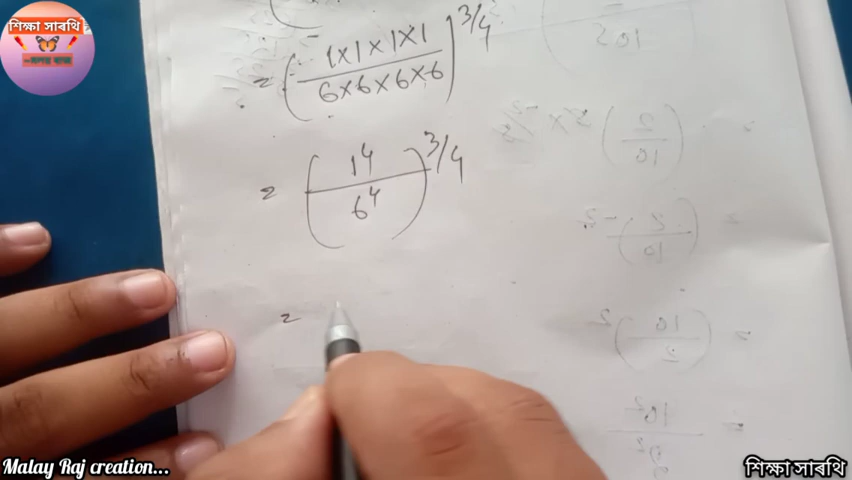 শিক্ষা সাৰথি
= (1×1×1×1 / 6×6×6×6)^3/4
= (1^4 / 6^4)^3/4
=
Malay Raj creation...
শিক্ষা সাৰথি